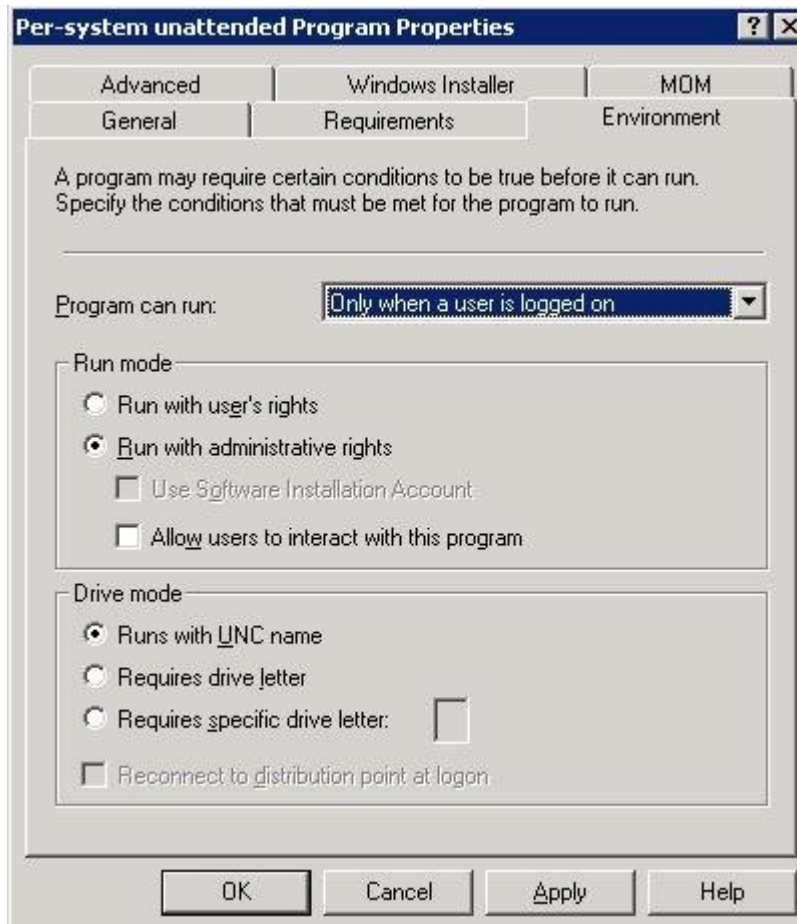 Per-system unattended Program Properties
Advanced
Windows Installer
MOM
General
Requirements
Environment
A program may require certain conditions to be true before it can run.
Specify the conditions that must be met for the program to run.
Program can run:
Only when a user is logged on
Run mode
Run with user's rights
Run with administrative rights
Use Software Installation Account
Allow users to interact with this program
Drive mode
Runs with UNC name
Requires drive letter
Requires specific drive letter:
Reconnect to distribution point at logon
OK
Cancel
Apply
Help